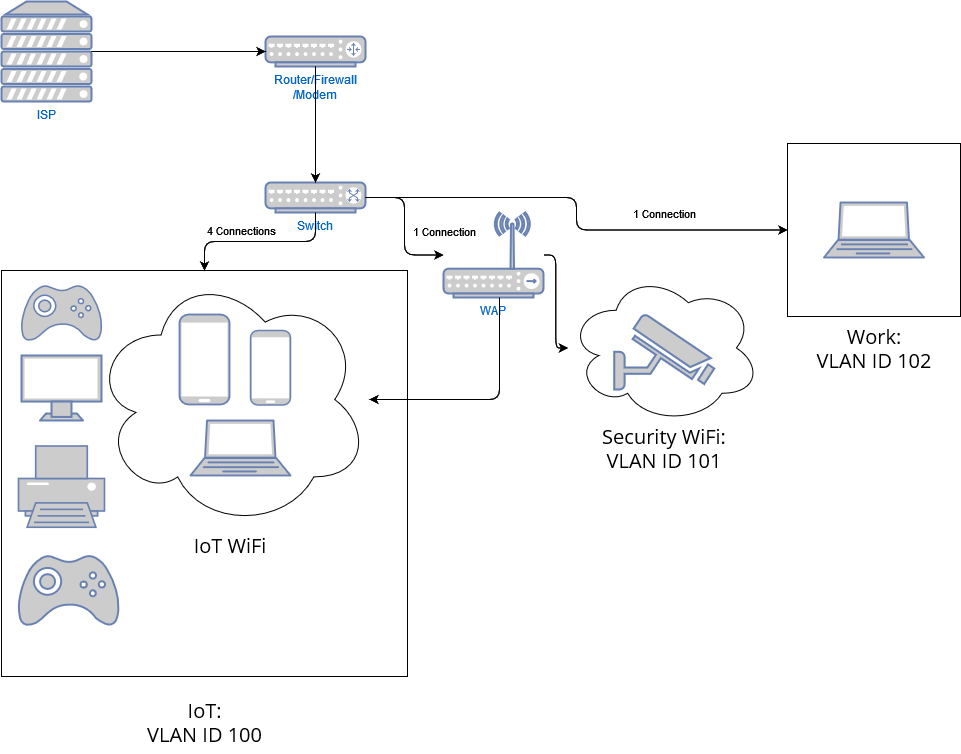 ISP
Router/Firewall
/Modem
Switch
4 Connections
1 Connection
1 Connection
WAP
Work:
VLAN ID 102
Security WiFi:
VLAN ID 101
IoT WiFi
IoT:
VLAN ID 100